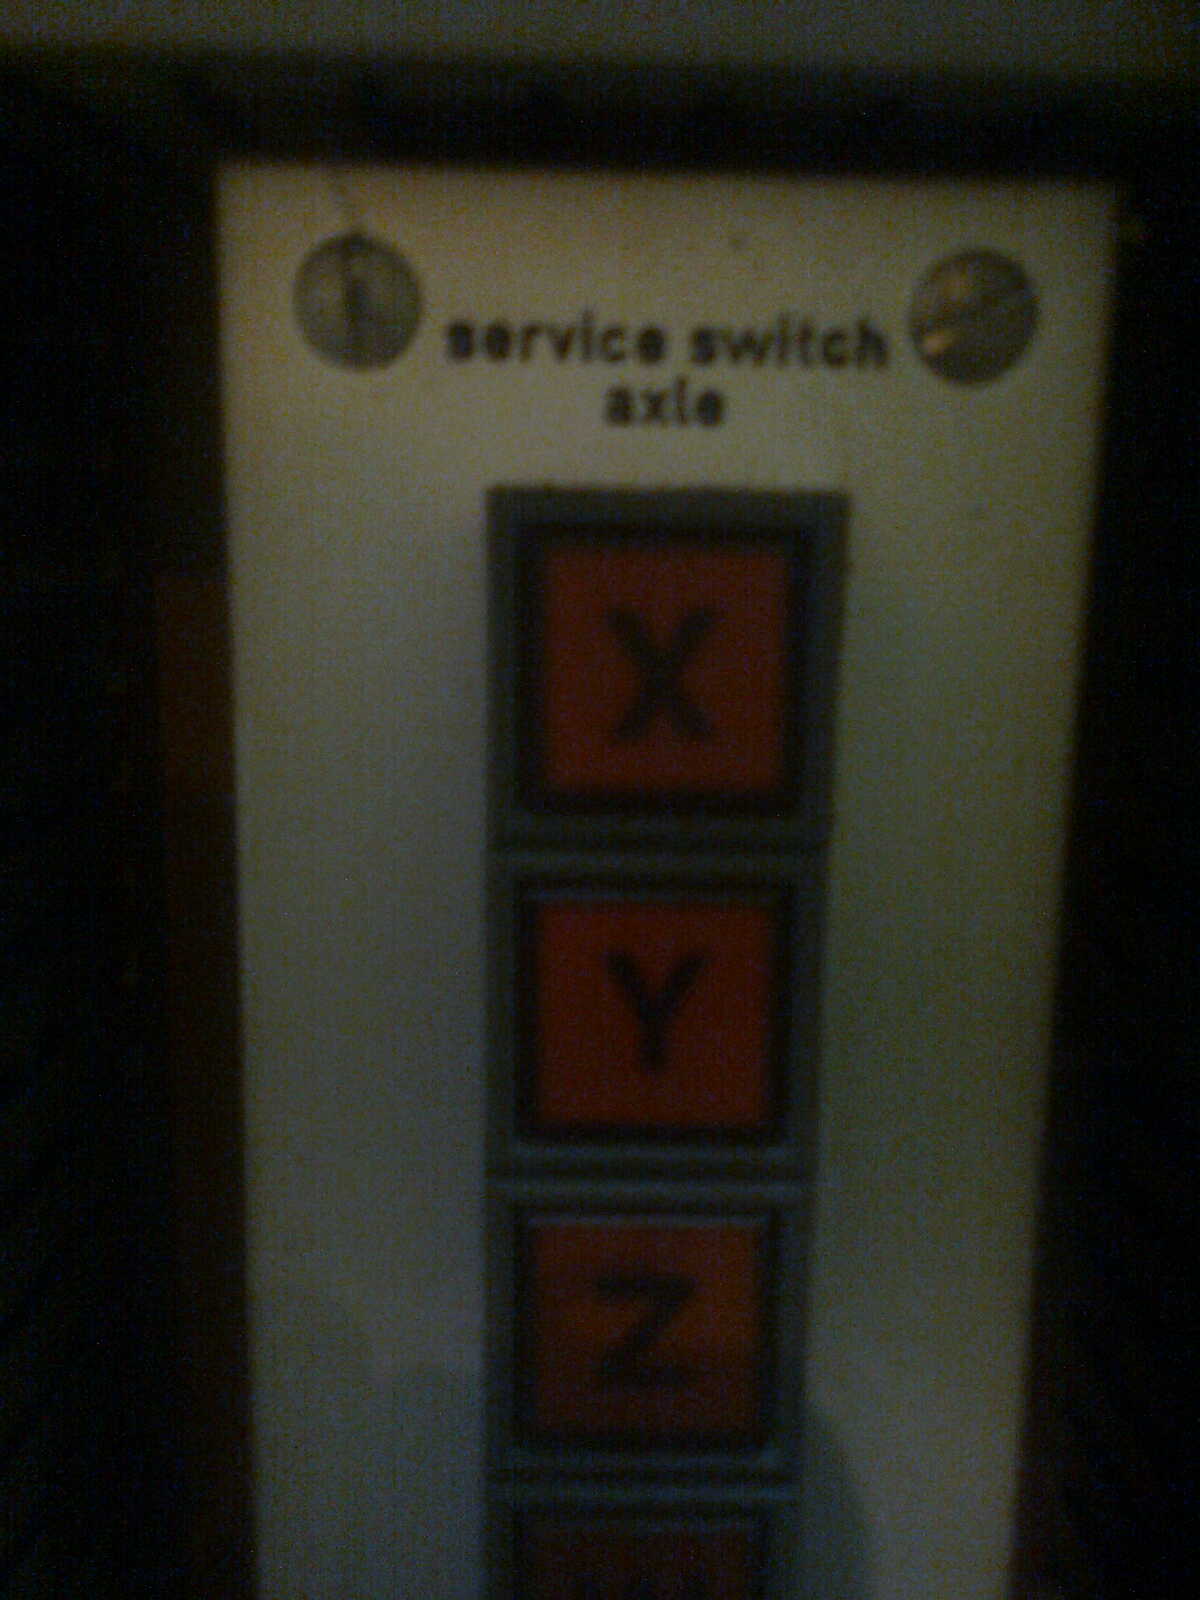 service switch
axle
X
Y
Z